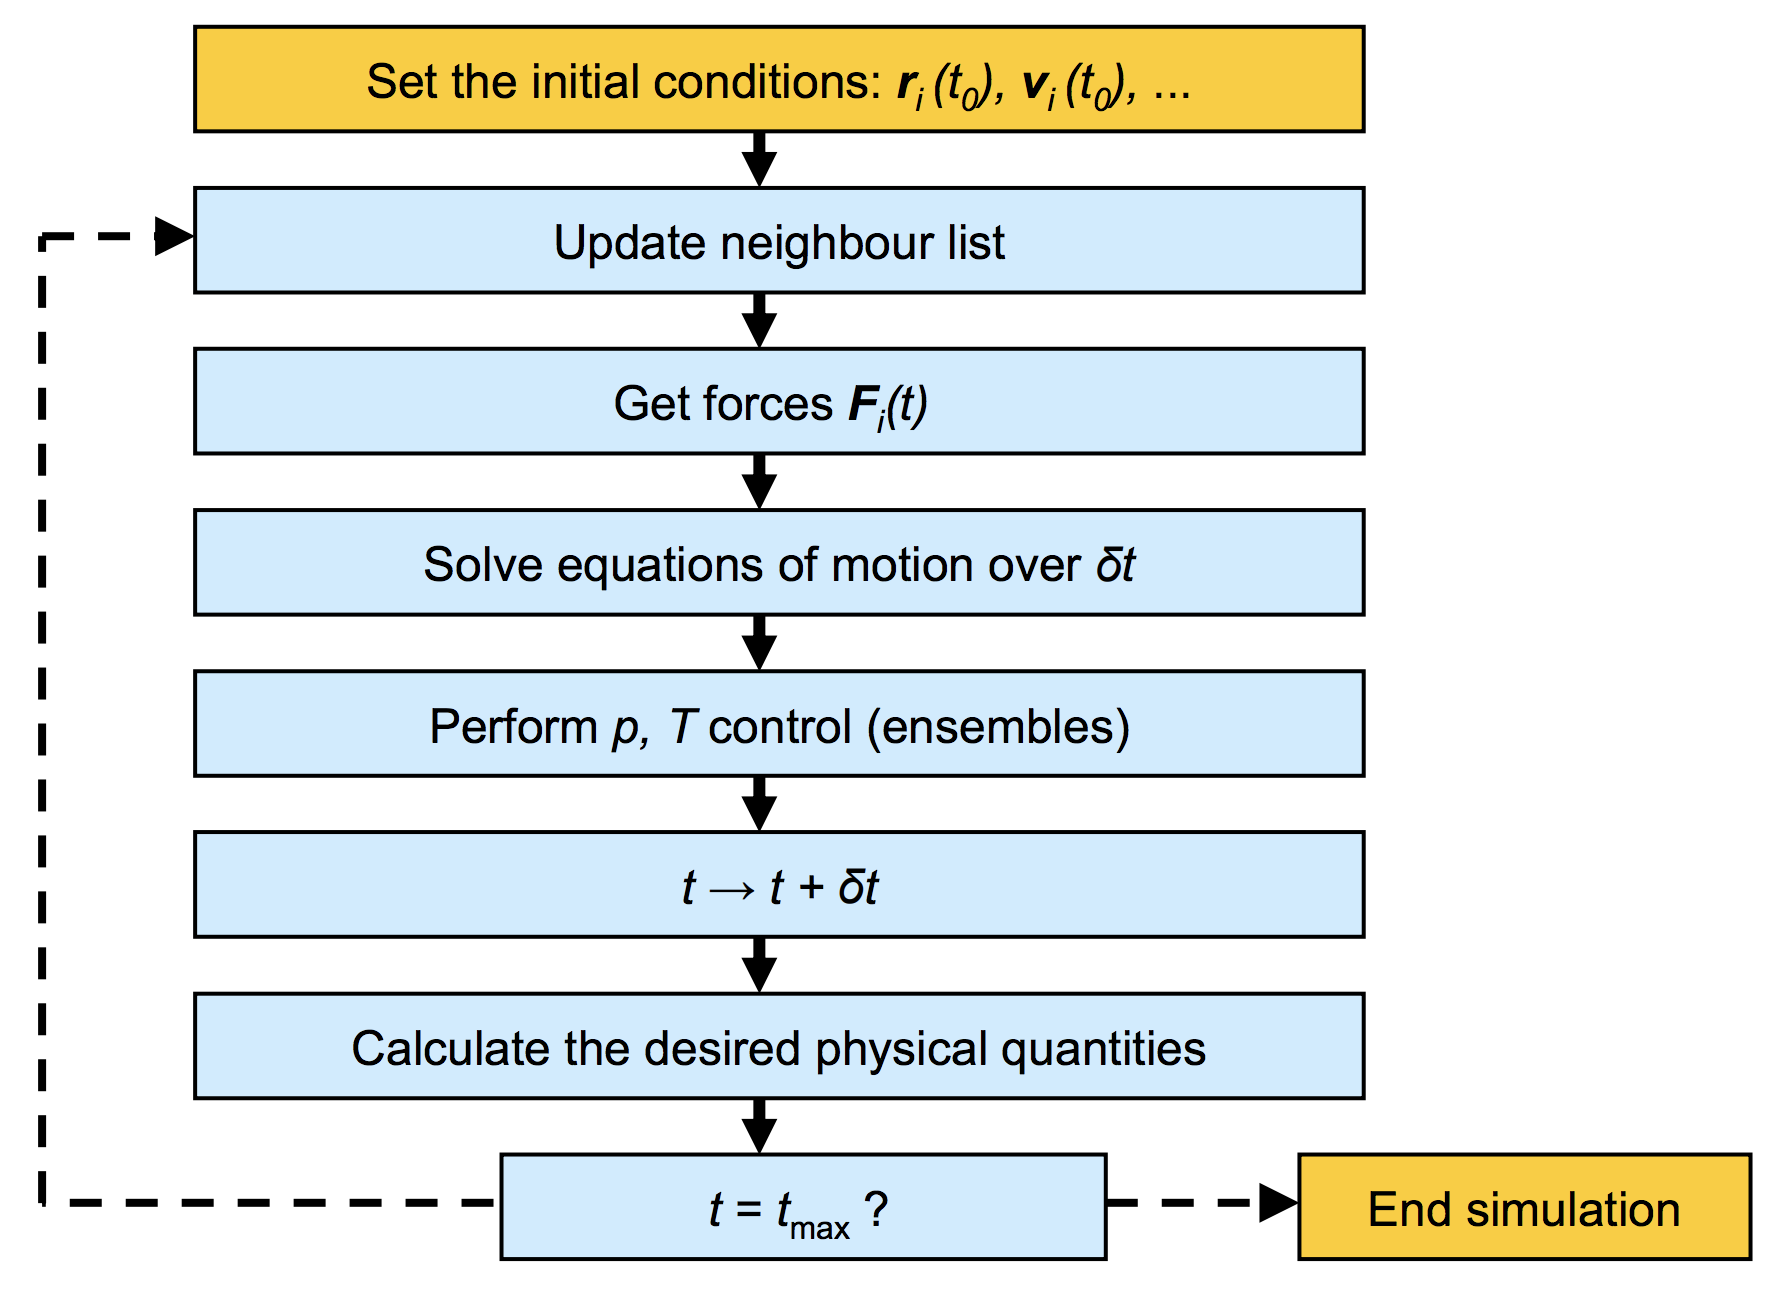 Set the initial conditions: rᵢ (t₀), vᵢ (t₀), ...
Update neighbour list
Get forces Fᵢ(t)
Solve equations of motion over δt
Perform p, T control (ensembles)
t → t + δt
Calculate the desired physical quantities
t = tmax ?
End simulation